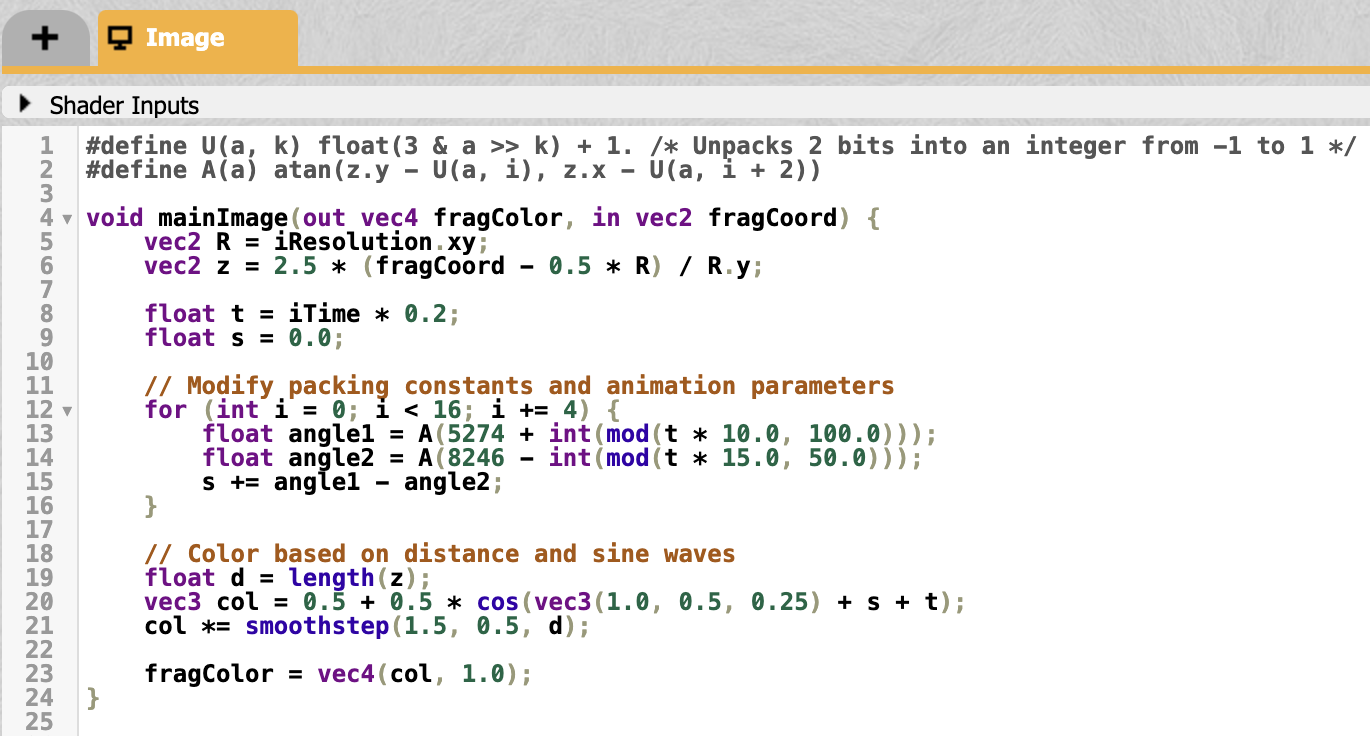 + Image
Shader Inputs
1 #define U(a, k) float(3 & a >> k) + 1. /* Unpacks 2 bits into an integer from -1 to 1 */
2 #define A(a) atan(z.y - U(a, i), z.x - U(a, i + 2))
3
4 void mainImage(out vec4 fragColor, in vec2 fragCoord) {
5     vec2 R = iResolution.xy;
6     vec2 z = 2.5 * (fragCoord - 0.5 * R) / R.y;
7
8     float t = iTime * 0.2;
9     float s = 0.0;
10
11     // Modify packing constants and animation parameters
12     for (int i = 0; i < 16; i += 4) {
13         float angle1 = A(5274 + int(mod(t * 10.0, 100.0)));
14         float angle2 = A(8246 - int(mod(t * 15.0, 50.0)));
15         s += angle1 - angle2;
16     }
17
18     // Color based on distance and sine waves
19     float d = length(z);
20     vec3 col = 0.5 + 0.5 * cos(vec3(1.0, 0.5, 0.25) + s + t);
21     col *= smoothstep(1.5, 0.5, d);
22
23     fragColor = vec4(col, 1.0);
24 }
25